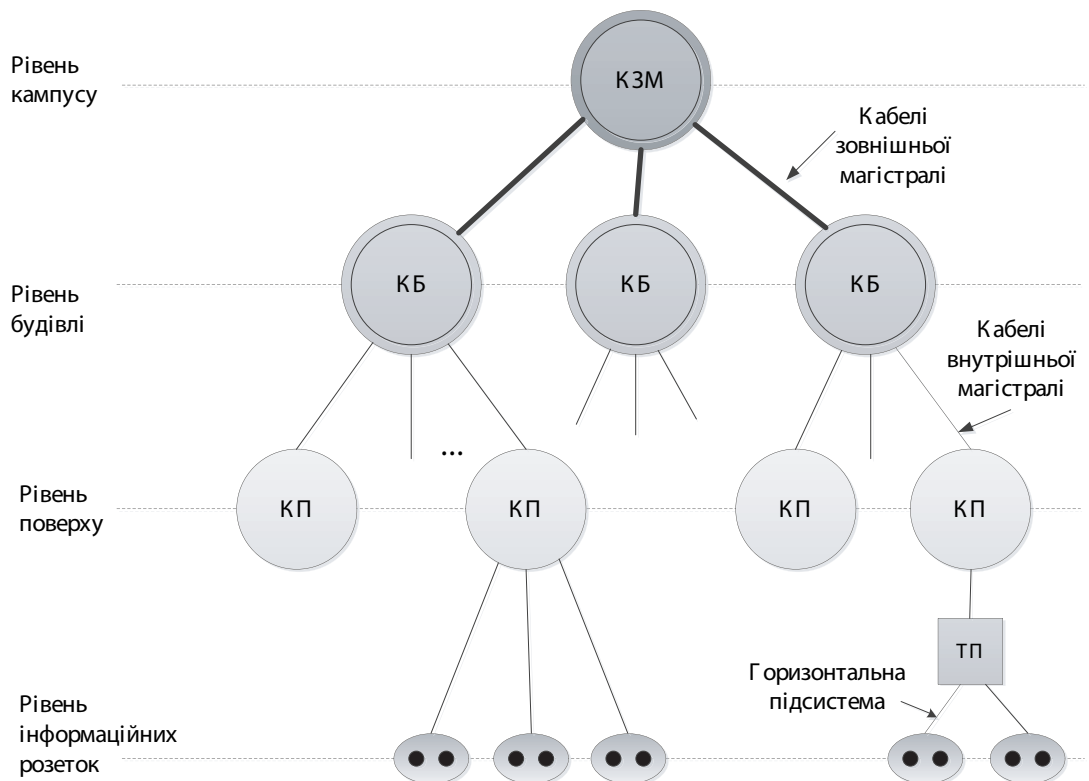 Рівень
кампусу
КЗМ
Кабелі
зовнішньої
магістралі
Рівень
будівлі
КБ
КБ
КБ
Кабелі
внутрішньої
магістралі
...
Рівень
поверху
КП
КП
КП
КП
ТП
Горизонтальна
підсистема
Рівень
інформаційних
розеток